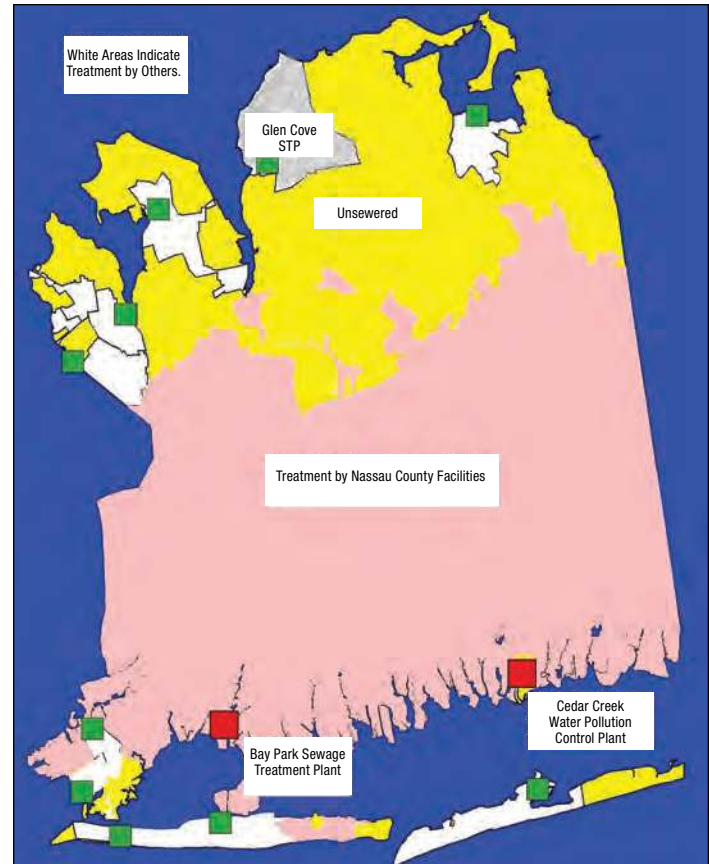 White Areas Indicate
Treatment by Others.
Glen Cove
STP
Unsewered
Treatment by Nassau County Facilities
Cedar Creek
Water Pollution
Control Plant
Bay Park Sewage
Treatment Plant